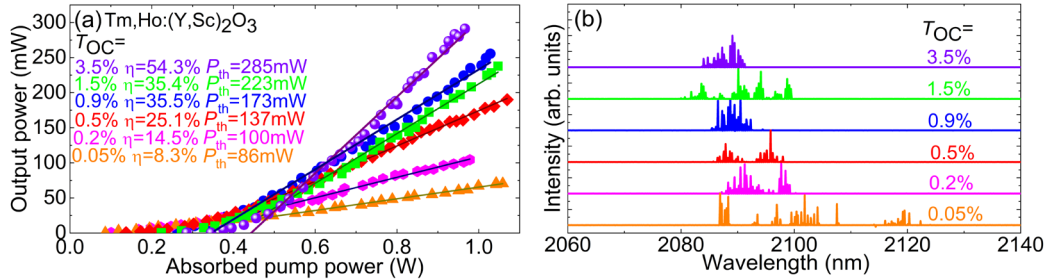 (a) Tm,Ho:(Y,Sc)2O3
TOC=
3.5% η=54.3% Pth=285mW
1.5% η=35.4% Pth=223mW
0.9% η=35.5% Pth=173mW
0.5% η=25.1% Pth=137mW
0.2% η=14.5% Pth=100mW
0.05% η=8.3% Pth=86mW
Output power (mW)
300
250
200
150
100
50
0
0.0 0.2 0.4 0.6 0.8 1.0
Absorbed pump power (W)
(b)
TOC=
3.5%
1.5%
0.9%
0.5%
0.2%
0.05%
Intensity (arb. units)
2060 2080 2100 2120 2140
Wavelength (nm)